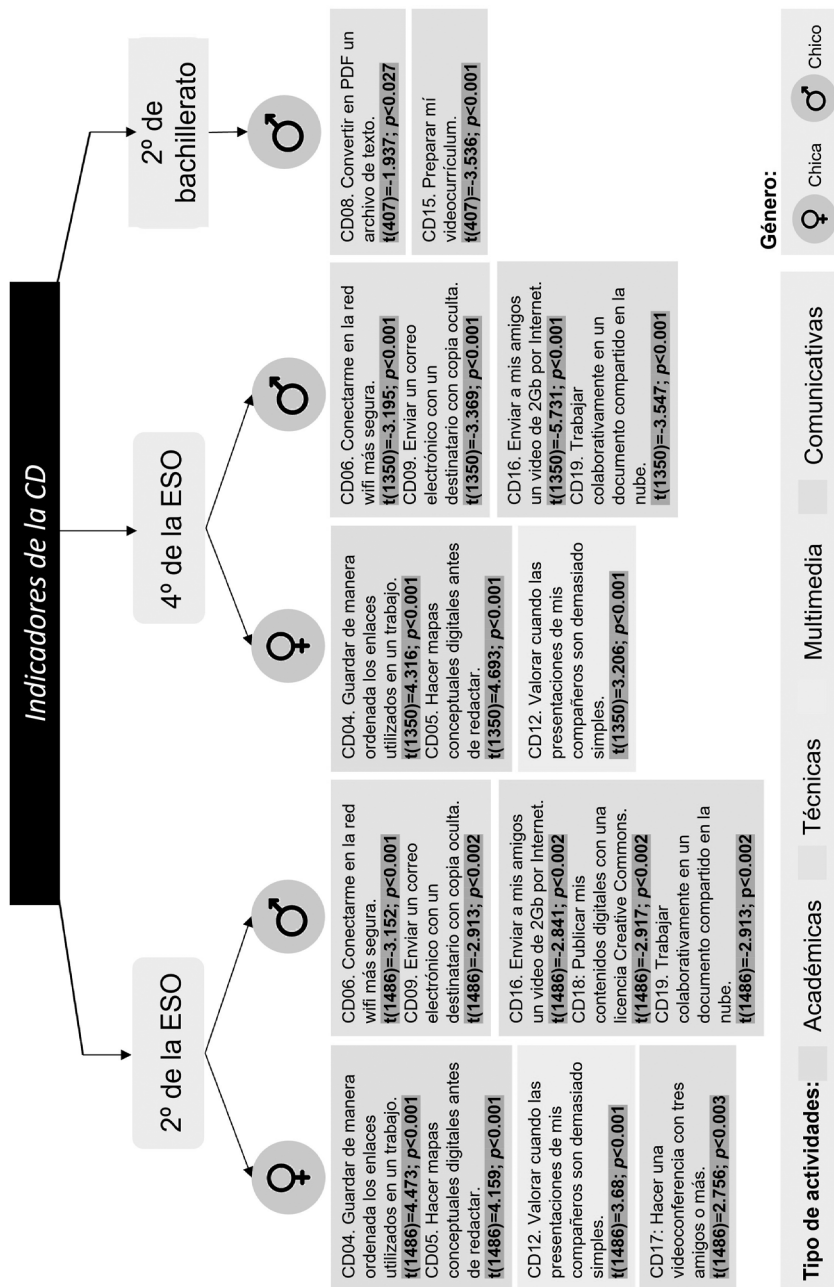 Indicadores de la CD
2º de la ESO
4º de la ESO
2º de
bachillerato
CD04. Guardar de manera
ordenada los enlaces
utilizados en un trabajo.
t(1486)=4.473; p<0.001
CD05. Hacer mapas
conceptuales digitales antes
de redactar.
t(1486)=4.159; p<0.001
CD12. Valorar cuando las
presentaciones de mis
compañeros son demasiado
simples.
t(1486)=3.68; p<0.001
CD17: Hacer una
videoconferencia con tres
amigos o más.
t(1486)=2.756; p<0.003
CD06. Conectarme en la red
wifi más segura.
t(1486)=-3.152; p<0.001
CD09. Enviar un correo
electrónico con un
destinatario con copia oculta.
t(1486)=-2.913; p<0.002
CD16. Enviar a mis amigos
un video de 2Gb por Internet.
t(1486)=-2.841; p<0.002
CD18: Publicar mis
contenidos digitales con una
licencia Creative Commons.
t(1486)=-2.917; p<0.002
CD19. Trabajar
colaborativamente en un
documento compartido en la
nube.
t(1486)=-2.913; p<0.002
CD04. Guardar de manera
ordenada los enlaces
utilizados en un trabajo.
t(1350)=4.316; p<0.001
CD05. Hacer mapas
conceptuales digitales antes
de redactar.
t(1350)=4.693; p<0.001
CD12. Valorar cuando las
presentaciones de mis
compañeros son demasiado
simples.
t(1350)=3.206; p<0.001
CD06. Conectarme en la red
wifi más segura.
t(1350)=-3.195; p<0.001
CD09. Enviar un correo
electrónico con un
destinatario con copia oculta.
t(1350)=-3.369; p<0.001
CD16. Enviar a mis amigos
un video de 2Gb por Internet.
t(1350)=-5.731; p<0.001
CD19. Trabajar
colaborativamente en un
documento compartido en la
nube.
t(1350)=-3.547; p<0.001
CD08. Convertir en PDF un
archivo de texto.
t(407)=-1.937; p<0.027
CD15. Preparar mí
videocurrículum.
t(407)=-3.536; p<0.001
Género:
Chica Chico
Tipo de actividades: Académicas Técnicas Multimedia Comunicativas